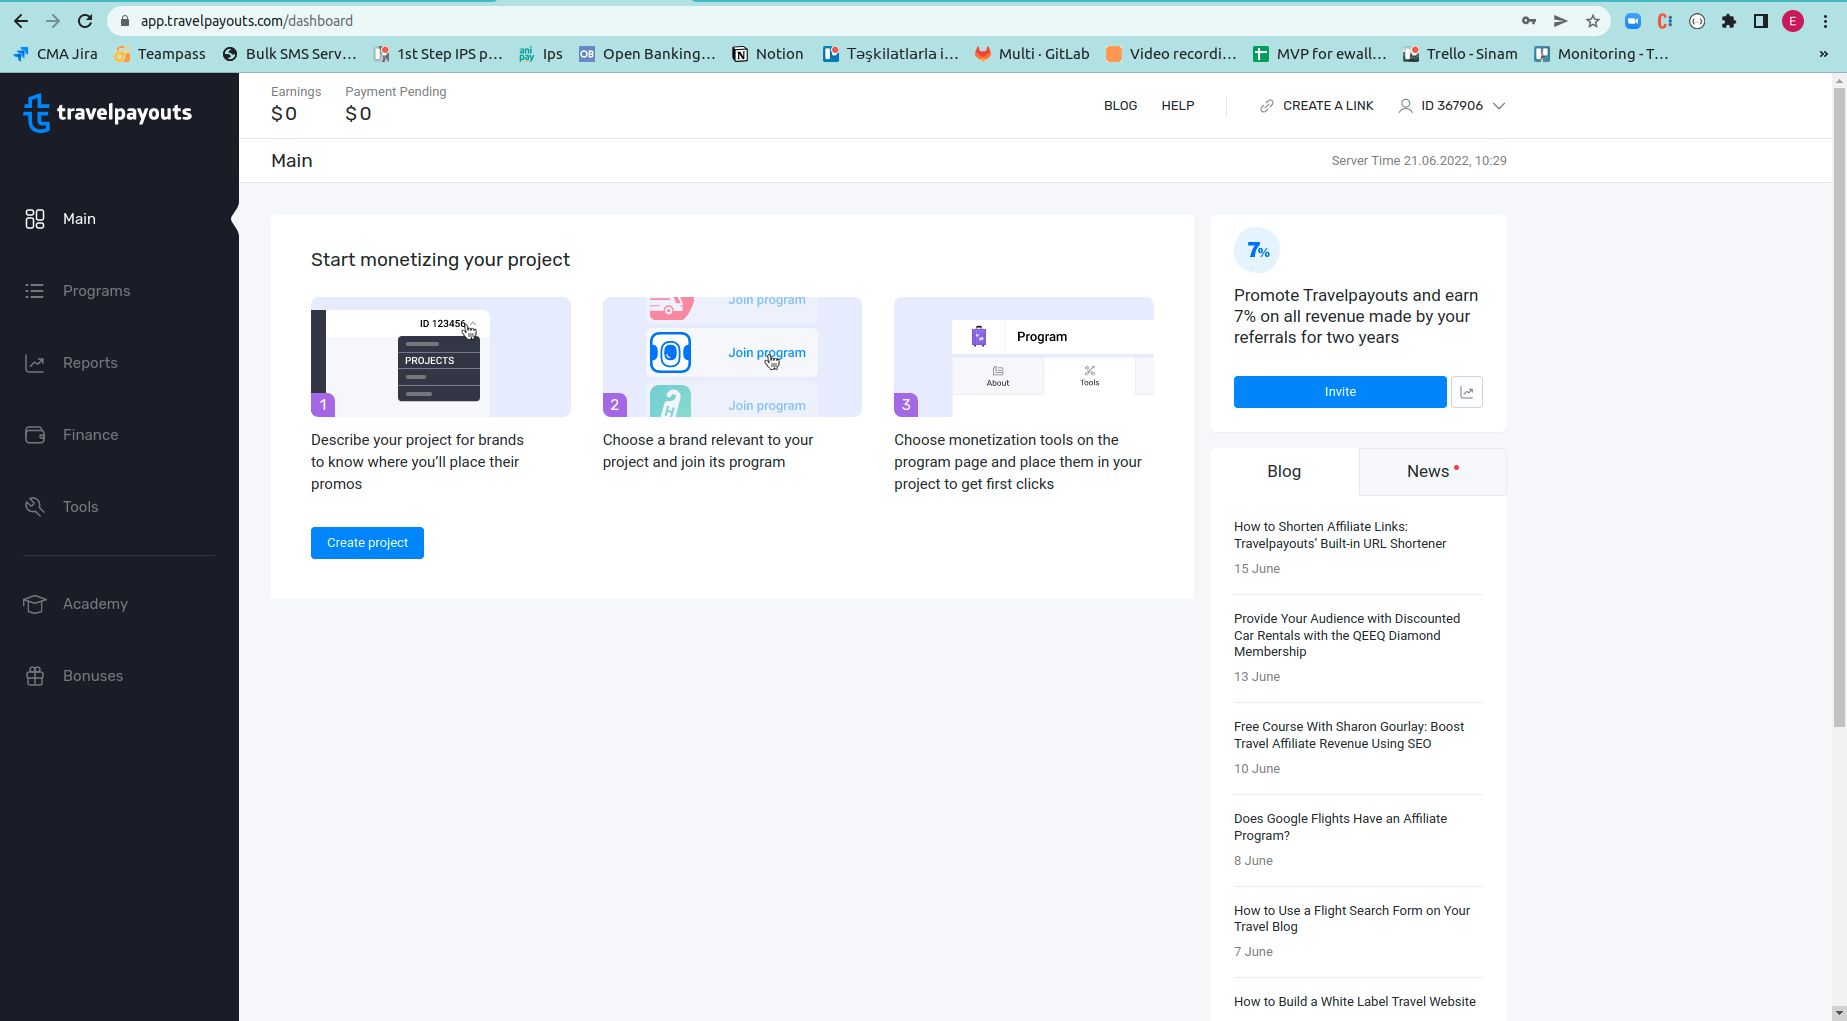 app.travelpayouts.com/dashboard
E
CMA Jira
Teampass
Bulk SMS Serv...
1st Step IPS p...
ani
pay
Ips
OB
Open Banking...
Notion
Təşkilatlarla i...
Multi · GitLab
Video recordi...
MVP for ewall...
Trello - Sinam
Monitoring - T...
»
travelpayouts
Earnings
$ 0
Payment Pending
$ 0
BLOG
HELP
CREATE A LINK
ID 367906
Main
Server Time 21.06.2022, 10:29
Main
Programs
Reports
Finance
Tools
Academy
Bonuses
Start monetizing your project
ID 123456
PROJECTS
1
Describe your project for brands
to know where you’ll place their
promos
Join program
Join program
Join program
H
2
Choose a brand relevant to your
project and join its program
Program
About
Tools
3
Choose monetization tools on the
program page and place them in your
project to get first clicks
Create project
7%
Promote Travelpayouts and earn
7% on all revenue made by your
referrals for two years
Invite
Blog
News
How to Shorten Affiliate Links:
Travelpayouts’ Built-in URL Shortener
15 June
Provide Your Audience with Discounted
Car Rentals with the QEEQ Diamond
Membership
13 June
Free Course With Sharon Gourlay: Boost
Travel Affiliate Revenue Using SEO
10 June
Does Google Flights Have an Affiliate
Program?
8 June
How to Use a Flight Search Form on Your
Travel Blog
7 June
How to Build a White Label Travel Website